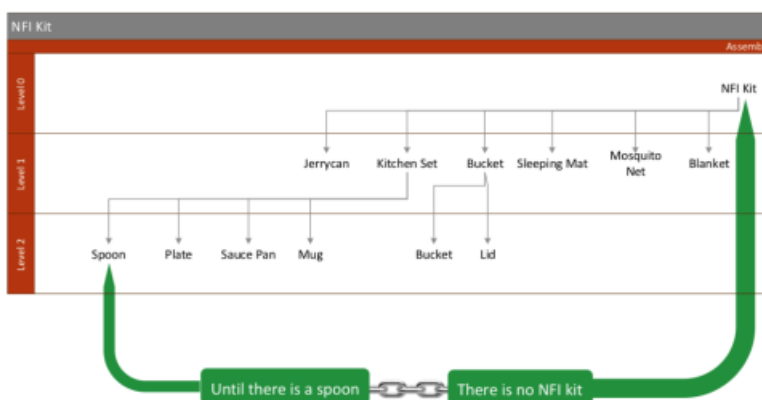 NFI Kit
Assemb
Level 0
NFI Kit
Level 1
Jerrycan Kitchen Set Bucket Sleeping Mat Mosquito Net Blanket
Level 2
Spoon Plate Sauce Pan Mug Bucket Lid
Until there is a spoon There is no NFI kit